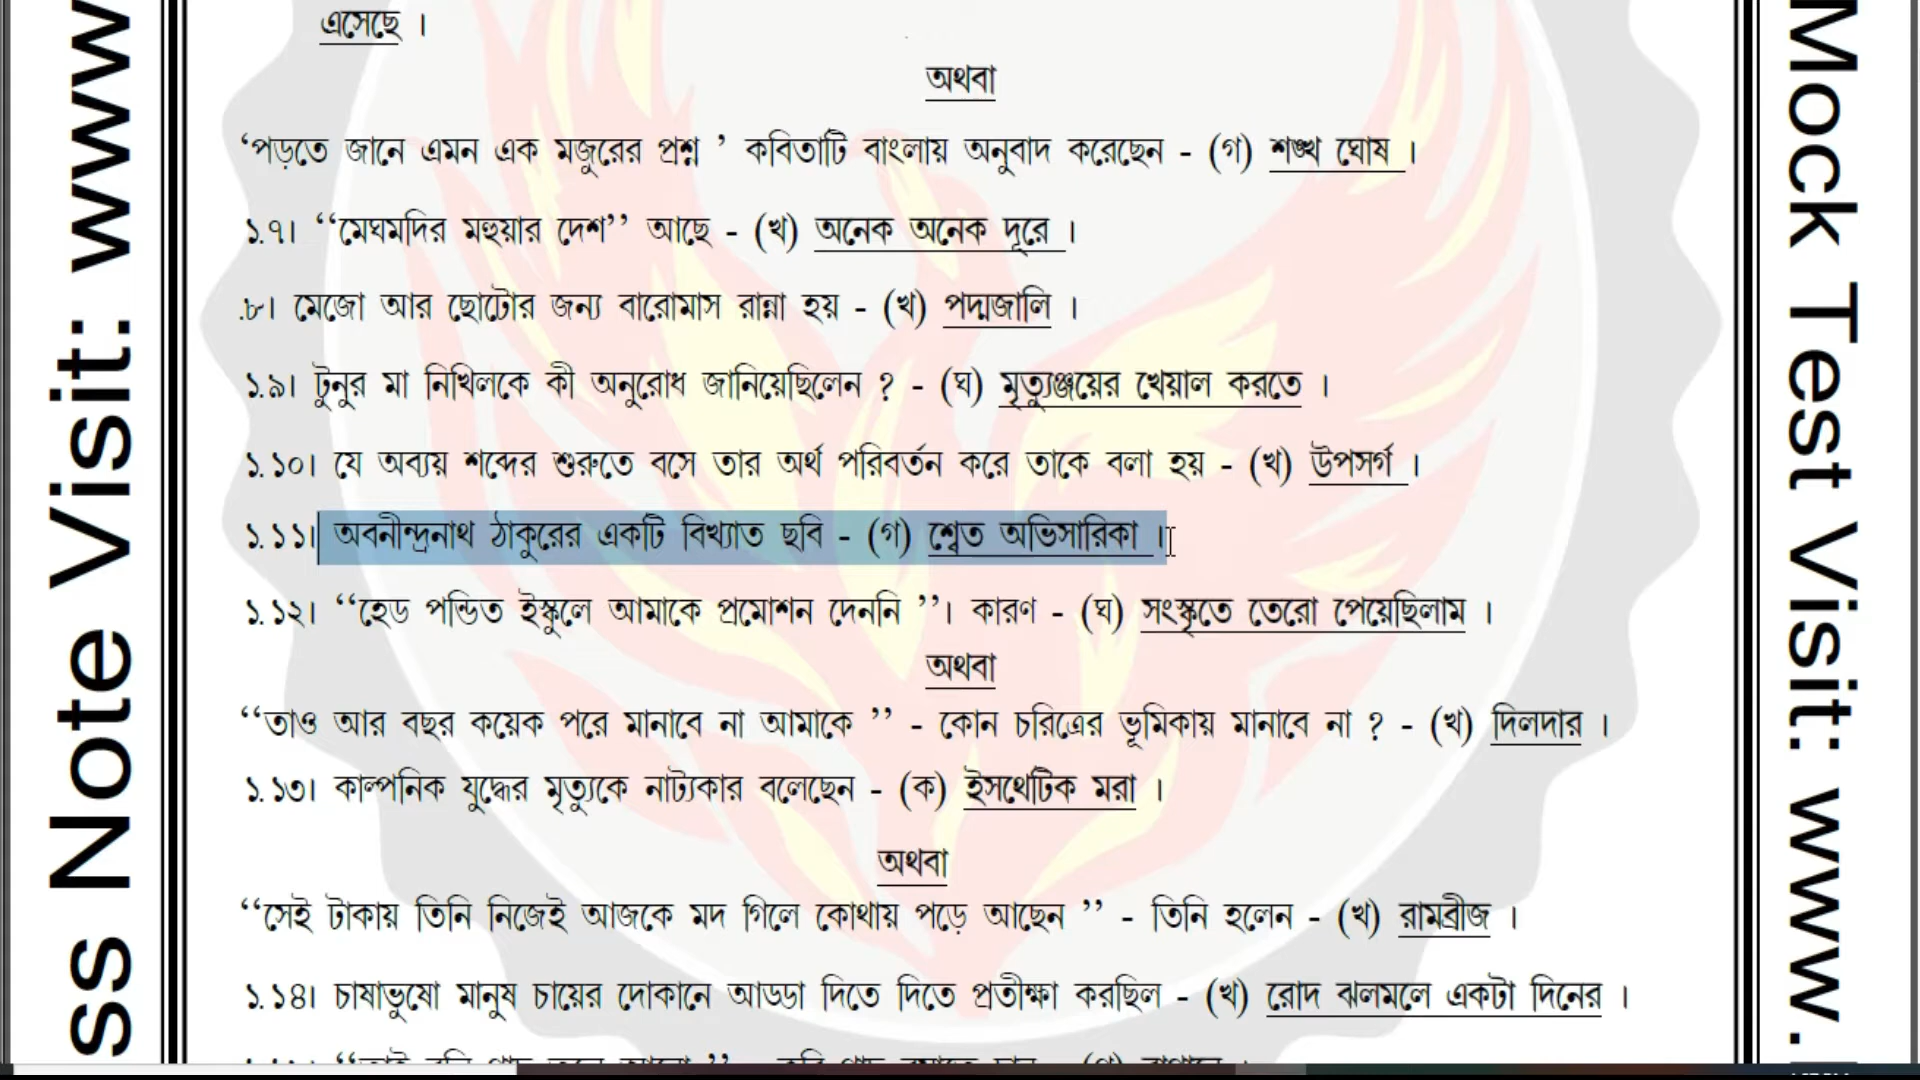 এসেছে ।
অথবা
‘পড়তে জানে এমন এক মজুরের প্রশ্ন ’ কবিতাটি বাংলায় অনুবাদ করেছেন - (গ) শঙ্খ ঘোষ ।
১.৭। ‘‘মেঘমদির মহুয়ার দেশ’’ আছে - (খ) অনেক অনেক দূরে ।
.৮। মেজো আর ছোটোর জন্য বারোমাস রান্না হয় - (খ) পদ্মজালি ।
১.৯। টুনুর মা নিখিলকে কী অনুরোধ জানিয়েছিলেন ? - (ঘ) মৃত্যুঞ্জয়ের খেয়াল করতে ।
১.১০। যে অব্যয় শব্দের শুরুতে বসে তার অর্থ পরিবর্তন করে তাকে বলা হয় - (খ) উপসর্গ ।
১.১১। অবনীন্দ্রনাথ ঠাকুরের একটি বিখ্যাত ছবি - (গ) শ্বেত অভিসারিকা ।
১.১২। ‘‘হেড পন্ডিত ইস্কুলে আমাকে প্রমোশন দেননি ’’। কারণ - (ঘ) সংস্কৃতে তেরো পেয়েছিলাম ।
অথবা
‘‘তাও আর বছর কয়েক পরে মানাবে না আমাকে ’’ - কোন চরিত্রের ভূমিকায় মানাবে না ? - (খ) দিলদার ।
১.১৩। কাল্পনিক যুদ্ধের মৃত্যুকে নাট্যকার বলেছেন - (ক) ইসথেটিক মরা ।
অথবা
‘‘সেই টাকায় তিনি নিজেই আজকে মদ গিলে কোথায় পড়ে আছেন ’’ - তিনি হলেন - (খ) রামব্রীজ ।
১.১৪। চাষাভুষো মানুষ চায়ের দোকানে আড্ডা দিতে দিতে প্রতীক্ষা করছিল - (খ) রোদ ঝলমলে একটা দিনের ।
ss Note Visit: www
Mock Test Visit: www.